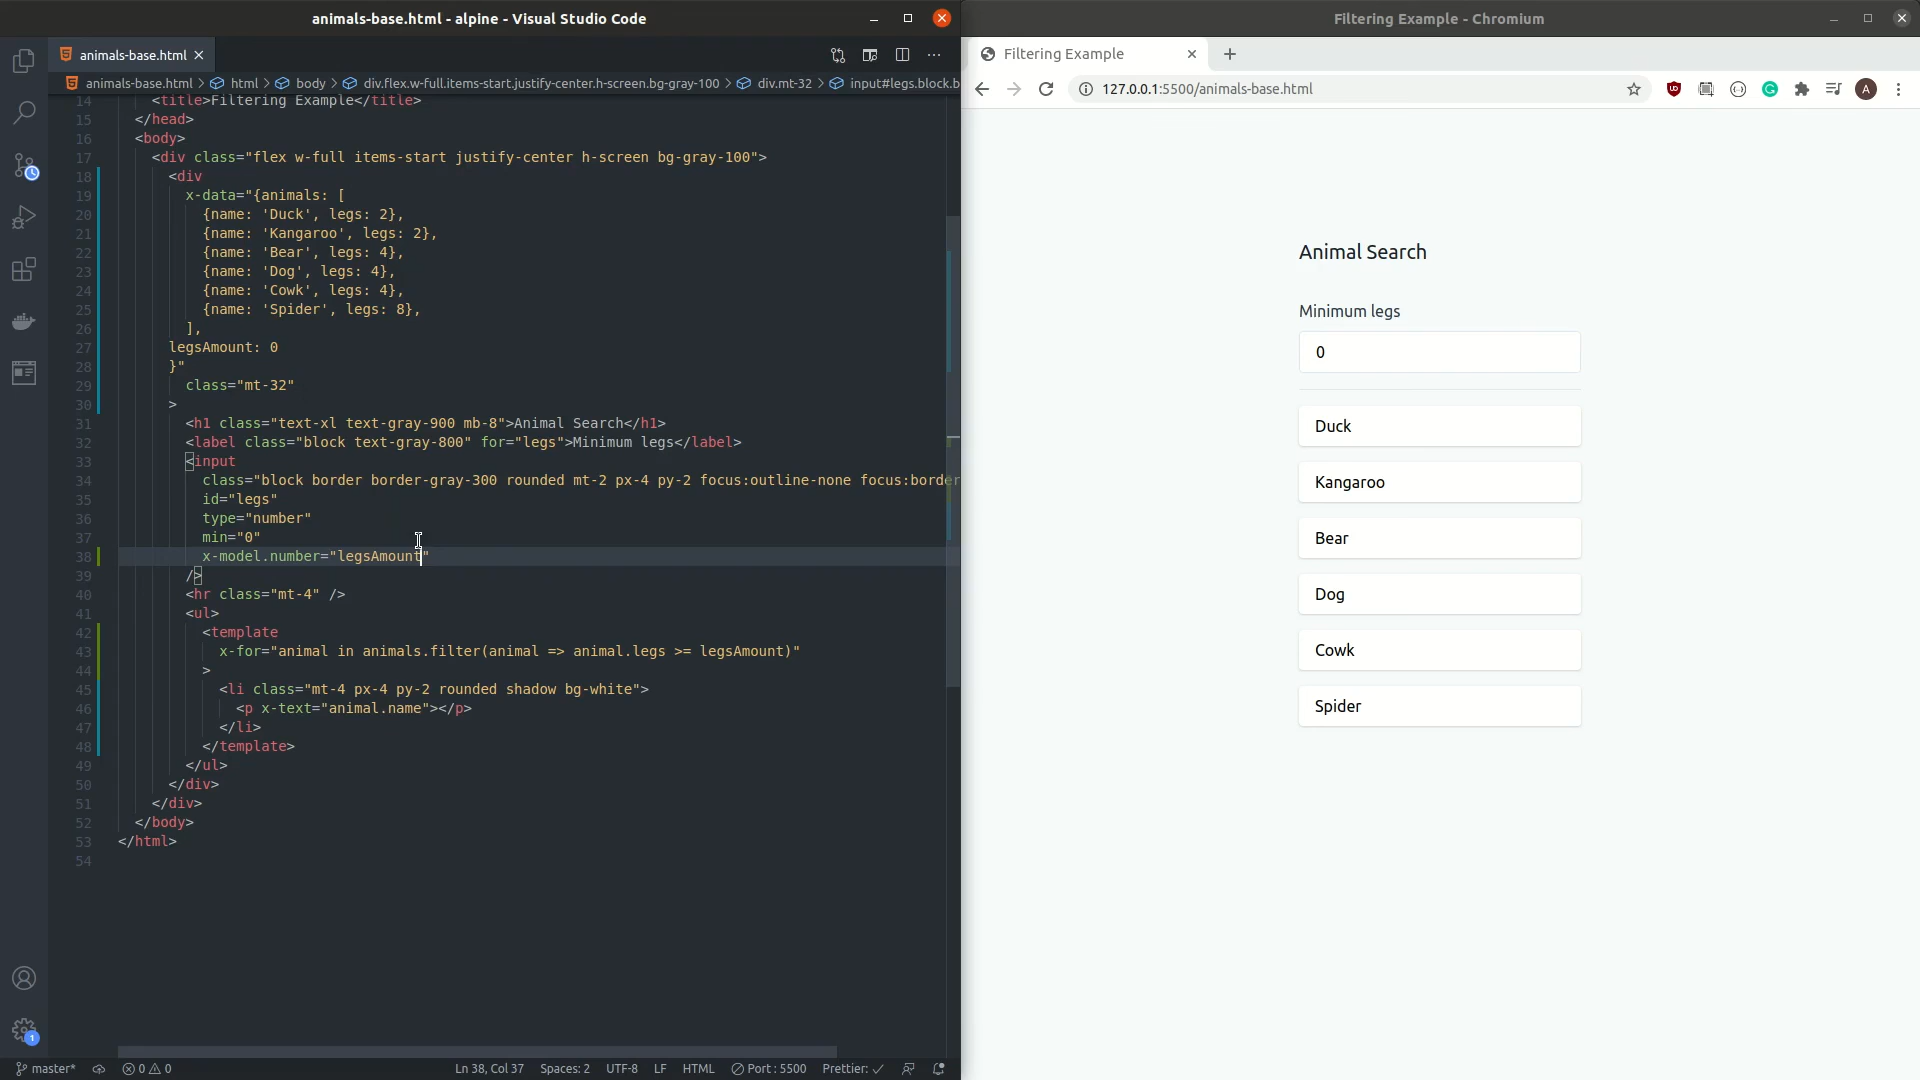 animals-base.html - alpine - Visual Studio Code
animals-base.html
animals-base.html > html > body > div.flex.w-full.items-start.justify-center.h-screen.bg-gray-100 > div.mt-32 > input#legs.block.b
14 <title>Filtering Example</title>
15 </head>
16 <body>
17 <div class="flex w-full items-start justify-center h-screen bg-gray-100">
18 <div
19 x-data="{animals: [
20 {name: 'Duck', legs: 2},
21 {name: 'Kangaroo', legs: 2},
22 {name: 'Bear', legs: 4},
23 {name: 'Dog', legs: 4},
24 {name: 'Cowk', legs: 4},
25 {name: 'Spider', legs: 8},
26 ],
27 legsAmount: 0
28 }"
29 class="mt-32"
30 >
31 <h1 class="text-xl text-gray-900 mb-8">Animal Search</h1>
32 <label class="block text-gray-800" for="legs">Minimum legs</label>
33 <input
34 class="block border border-gray-300 rounded mt-2 px-4 py-2 focus:outline-none focus:border
35 id="legs"
36 type="number"
37 min="0"
38 x-model.number="legsAmount"
39 />
40 <hr class="mt-4" />
41 <ul>
42 <template
43 x-for="animal in animals.filter(animal => animal.legs >= legsAmount)"
44 >
45 <li class="mt-4 px-4 py-2 rounded shadow bg-white">
46 <p x-text="animal.name"></p>
47 </li>
48 </template>
49 </ul>
50 </div>
51 </div>
52 </body>
53 </html>
54
1
master* 0 0 Ln 38, Col 37 Spaces: 2 UTF-8 LF HTML Port : 5500 Prettier: ✓
Filtering Example - Chromium
Filtering Example
127.0.0.1:5500/animals-base.html
A
Animal Search
Minimum legs
0
Duck
Kangaroo
Bear
Dog
Cowk
Spider